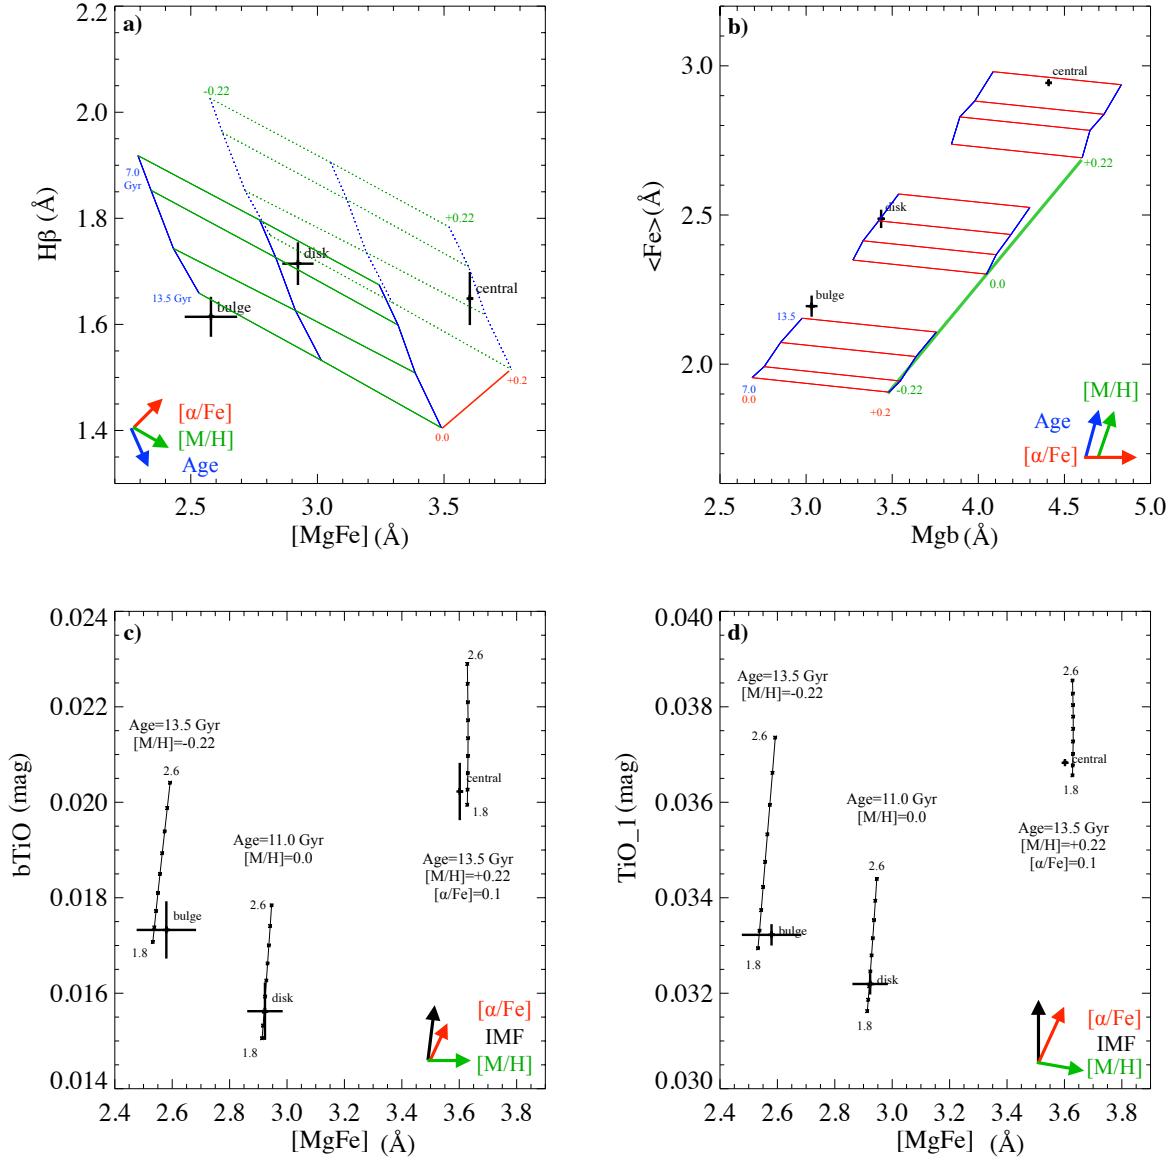 a)
2.2
2.0
1.8
1.6
1.4
Hβ (Å)
-0.22
7.0
Gyr
+0.22
disk
central
13.5 Gyr
bulge
+0.2
0.0
[α/Fe]
[M/H]
Age
2.5
3.0
3.5
[MgFe] (Å)
b)
3.0
2.5
2.0
<Fe> (Å)
central
+0.22
disk
0.0
bulge
13.5
7.0
0.0
-0.22
+0.2
[M/H]
Age
[α/Fe]
2.5
3.0
3.5
4.0
4.5
5.0
Mgb (Å)
c)
0.024
0.022
0.020
0.018
0.016
0.014
bTiO (mag)
2.6
Age=13.5 Gyr
[M/H]=-0.22
2.6
central
1.8
Age=11.0 Gyr
[M/H]=0.0
Age=13.5 Gyr
[M/H]=+0.22
[α/Fe]=0.1
2.6
bulge
1.8
disk
1.8
[α/Fe]
IMF
[M/H]
2.4
2.6
2.8
3.0
3.2
3.4
3.6
3.8
[MgFe] (Å)
d)
0.040
0.038
0.036
0.034
0.032
0.030
TiO_1 (mag)
Age=13.5 Gyr
[M/H]=-0.22
2.6
2.6
central
1.8
Age=11.0 Gyr
[M/H]=0.0
Age=13.5 Gyr
[M/H]=+0.22
[α/Fe]=0.1
2.6
bulge
1.8
disk
1.8
[α/Fe]
IMF
[M/H]
2.4
2.6
2.8
3.0
3.2
3.4
3.6
3.8
[MgFe] (Å)